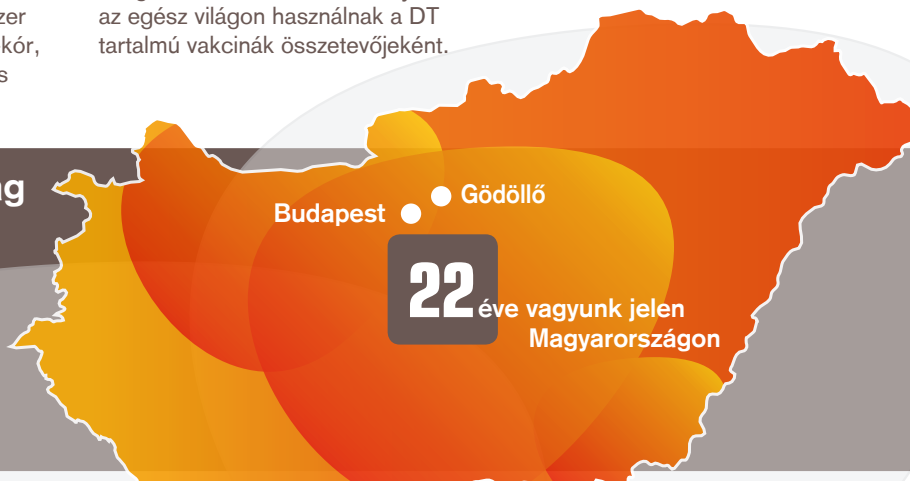 az egész világon használnak a DT
tartalmú vakcinák összetevőjeként.
Budapest
Gödöllő
22 éve vagyunk jelen
Magyarországon